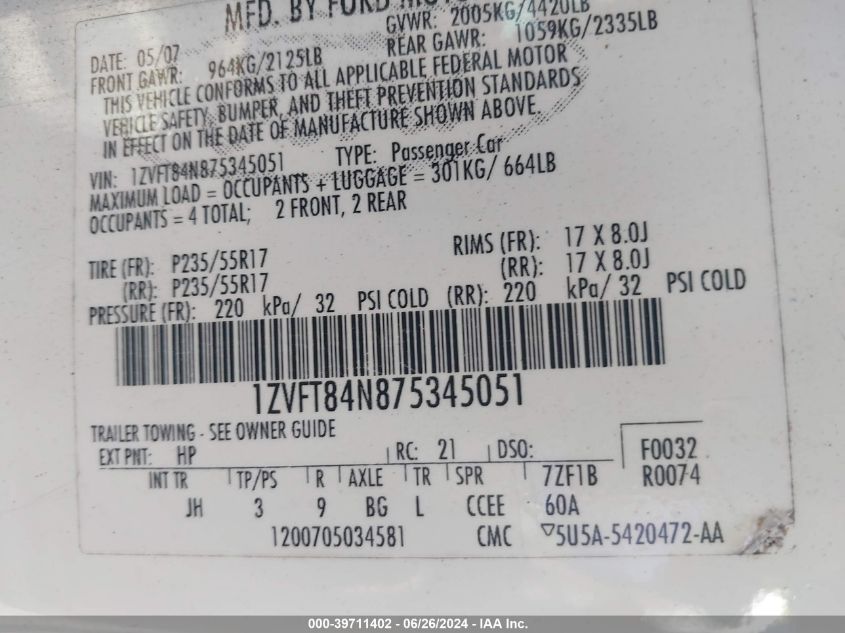 MFD. BY FORD
DATE: 05/07 GVWR: 2005KG/4420LB
FRONT GAWR: 964KG/2125LB REAR GAWR: 1059KG/2335LB
THIS VEHICLE CONFORMS TO ALL APPLICABLE FEDERAL MOTOR
VEHICLE SAFETY, BUMPER, AND THEFT PREVENTION STANDARDS
IN EFFECT ON THE DATE OF MANUFACTURE SHOWN ABOVE.
VIN: 1ZVFT84N875345051 TYPE: Passenger Car
MAXIMUM LOAD = OCCUPANTS + LUGGAGE = 301KG/ 664LB
OCCUPANTS = 4 TOTAL; 2 FRONT, 2 REAR
TIRE (FR): P235/55R17 RIMS (FR): 17 X 8.0J
(RR): P235/55R17 (RR): 17 X 8.0J
PRESSURE (FR): 220 kPa/ 32 PSI COLD (RR): 220 kPa/ 32 PSI COLD
1ZVFT84N875345051
TRAILER TOWING - SEE OWNER GUIDE
EXT PNT: HP RC: 21 DSO: F0032
INT TR TP/PS R AXLE TR SPR 7ZF1B R0074
JH 3 9 BG L CCEE 60A
1200705034581 CMC ▽5U5A-5420472-AA
000-39711402 - 06/26/2024 - IAA Inc.